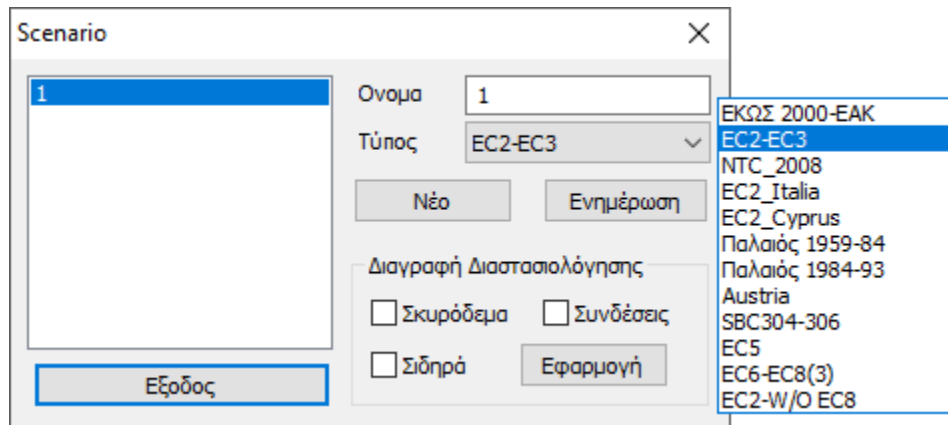 Scenario
1
Ονομα 1
Τύπος EC2-EC3
Νέο Ενημέρωση
Διαγραφή Διαστασιολόγησης
Σκυρόδεμα Συνδέσεις
Σιδηρά Εφαρμογή
Εξοδος
ΕΚΩΣ 2000-ΕΑΚ
EC2-EC3
NTC_2008
EC2_Italia
EC2_Cyprus
Παλαιός 1959-84
Παλαιός 1984-93
Austria
SBC304-306
EC5
EC6-EC8(3)
EC2-W/O EC8